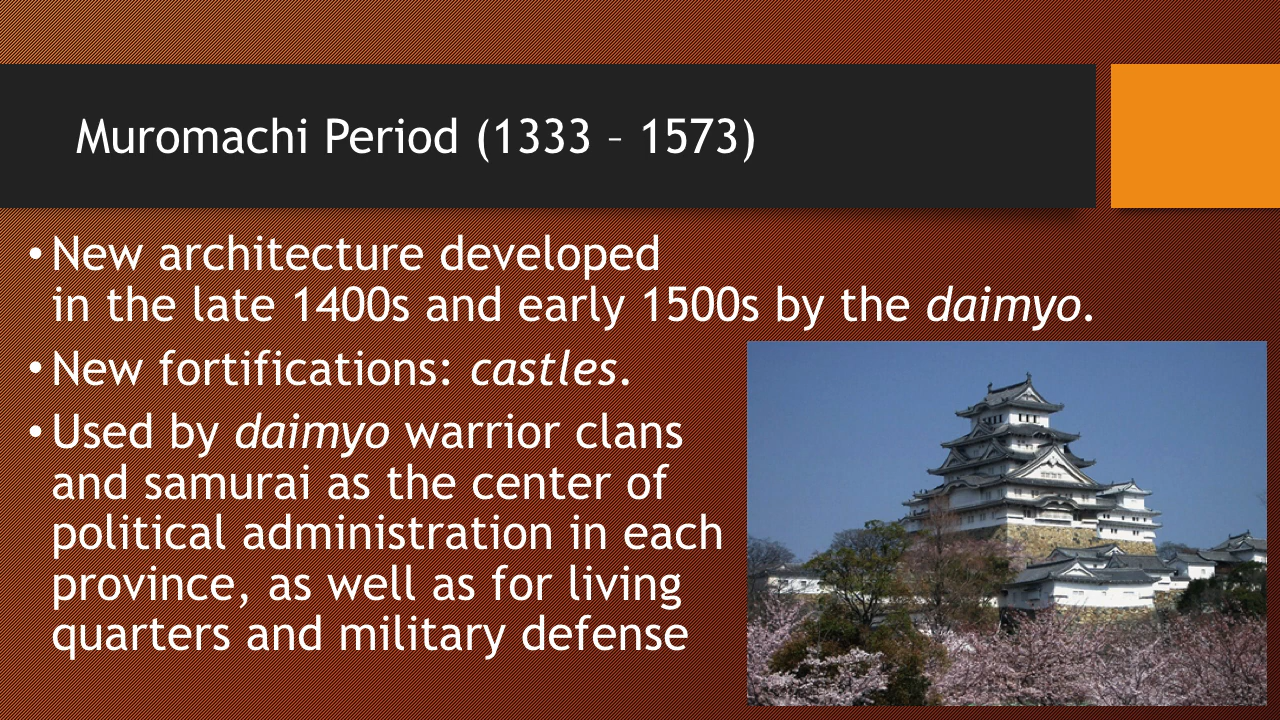 Muromachi Period (1333 – 1573)
• New architecture developed
in the late 1400s and early 1500s by the daimyo.
• New fortifications: castles.
• Used by daimyo warrior clans
and samurai as the center of
political administration in each
province, as well as for living
quarters and military defense